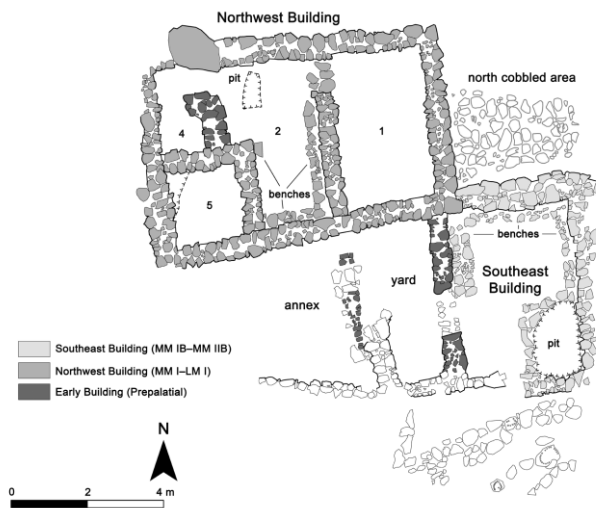 Northwest Building
pit
north cobbled area
4
2
1
5
benches
benches
yard
Southeast
Building
annex
pit
Southeast Building (MM IB–MM IIB)
Northwest Building (MM I–LM I)
Early Building (Prepalatial)
N
0 2 4 m